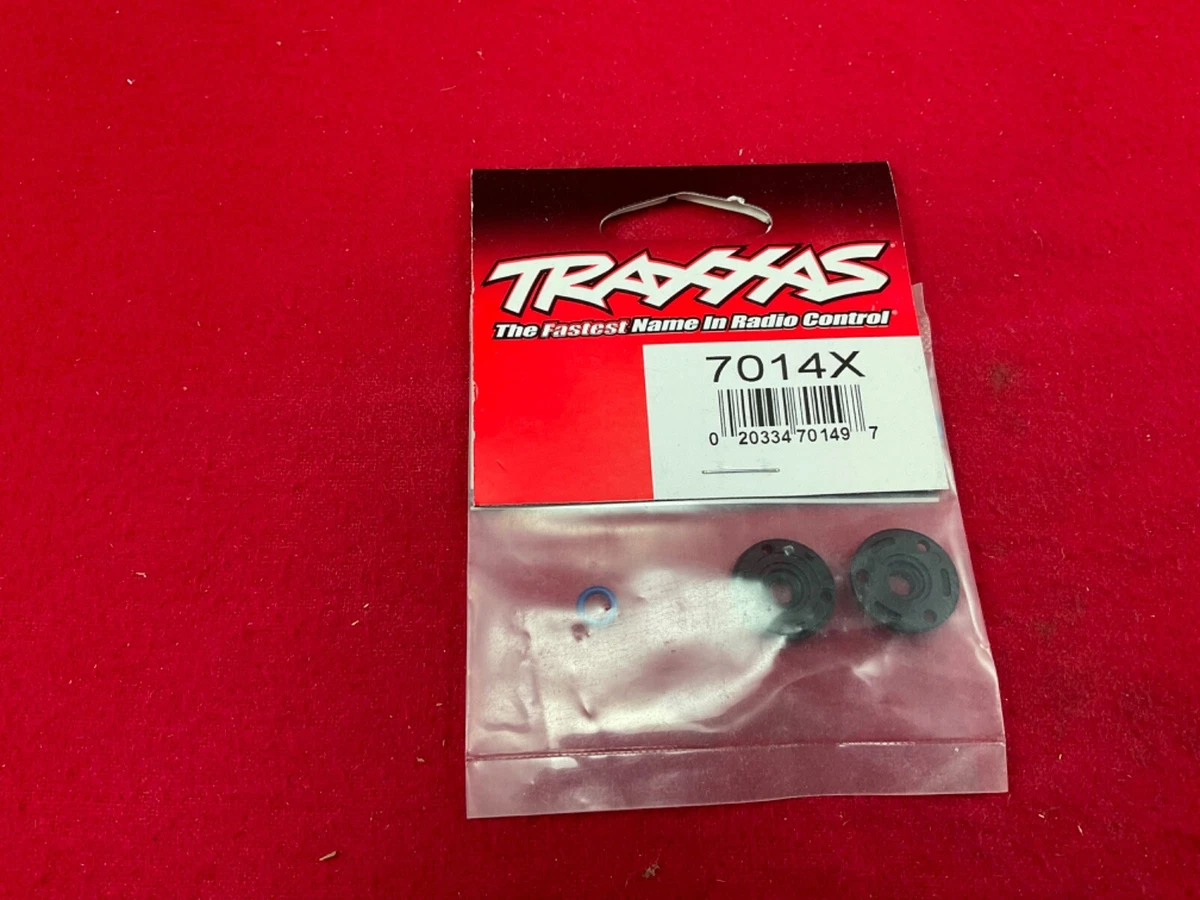 TRAXXAS
The Fastest Name In Radio Control
7014X
0 20334 70149 7